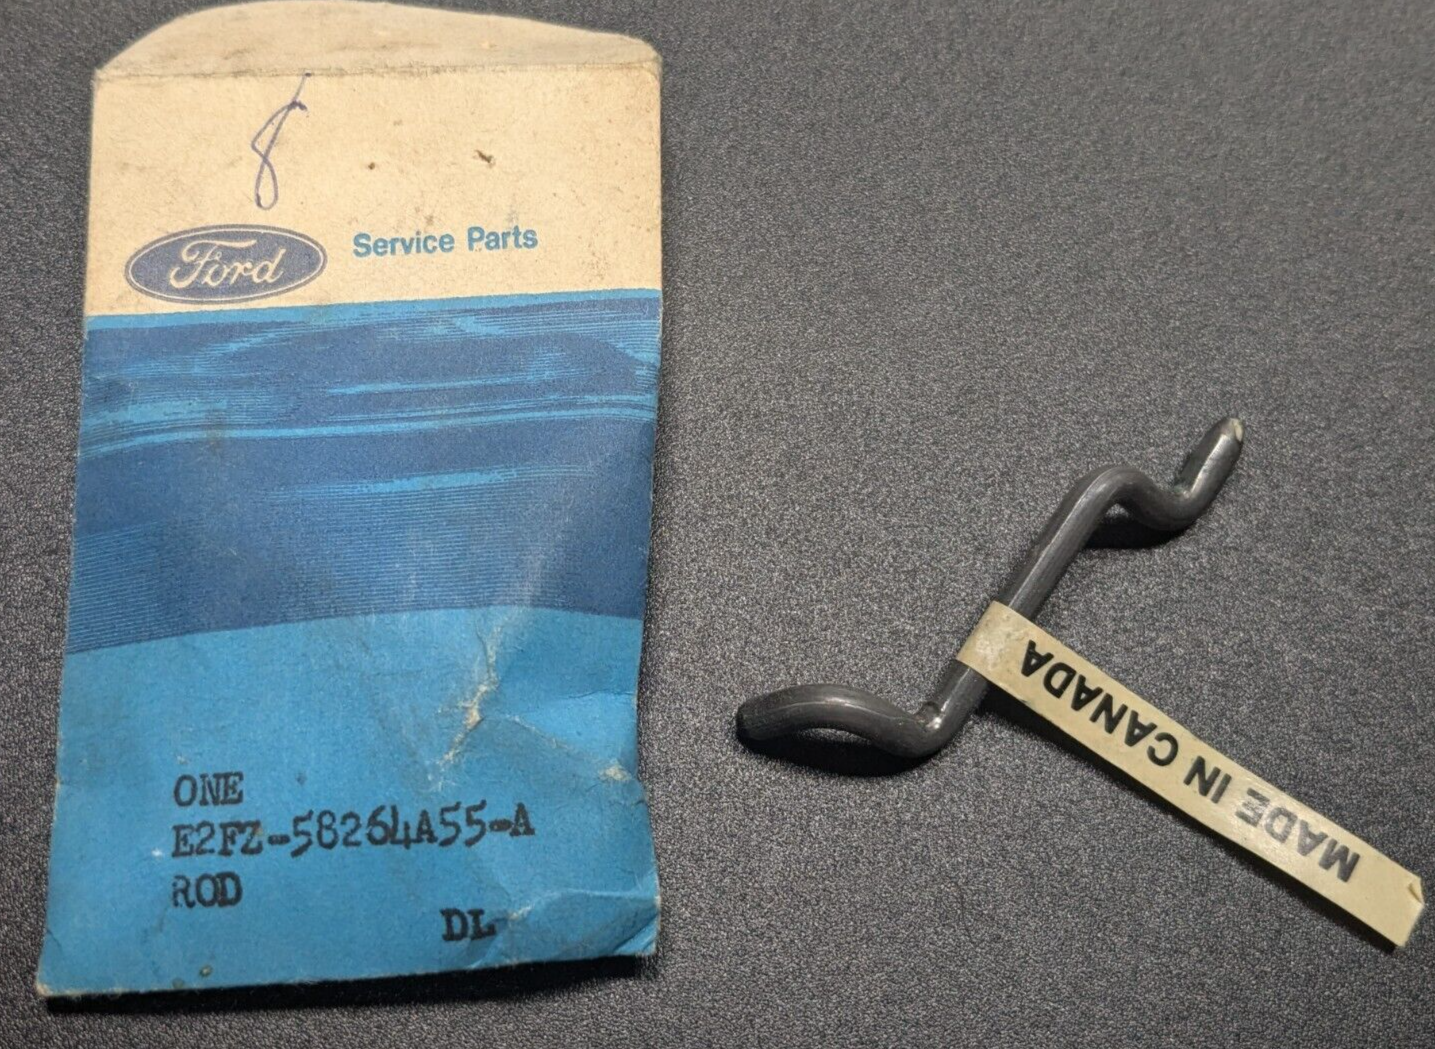 8
Ford
Service Parts
ONE
E2FZ-58264A55-A
ROD
DL
MADE IN CANADA